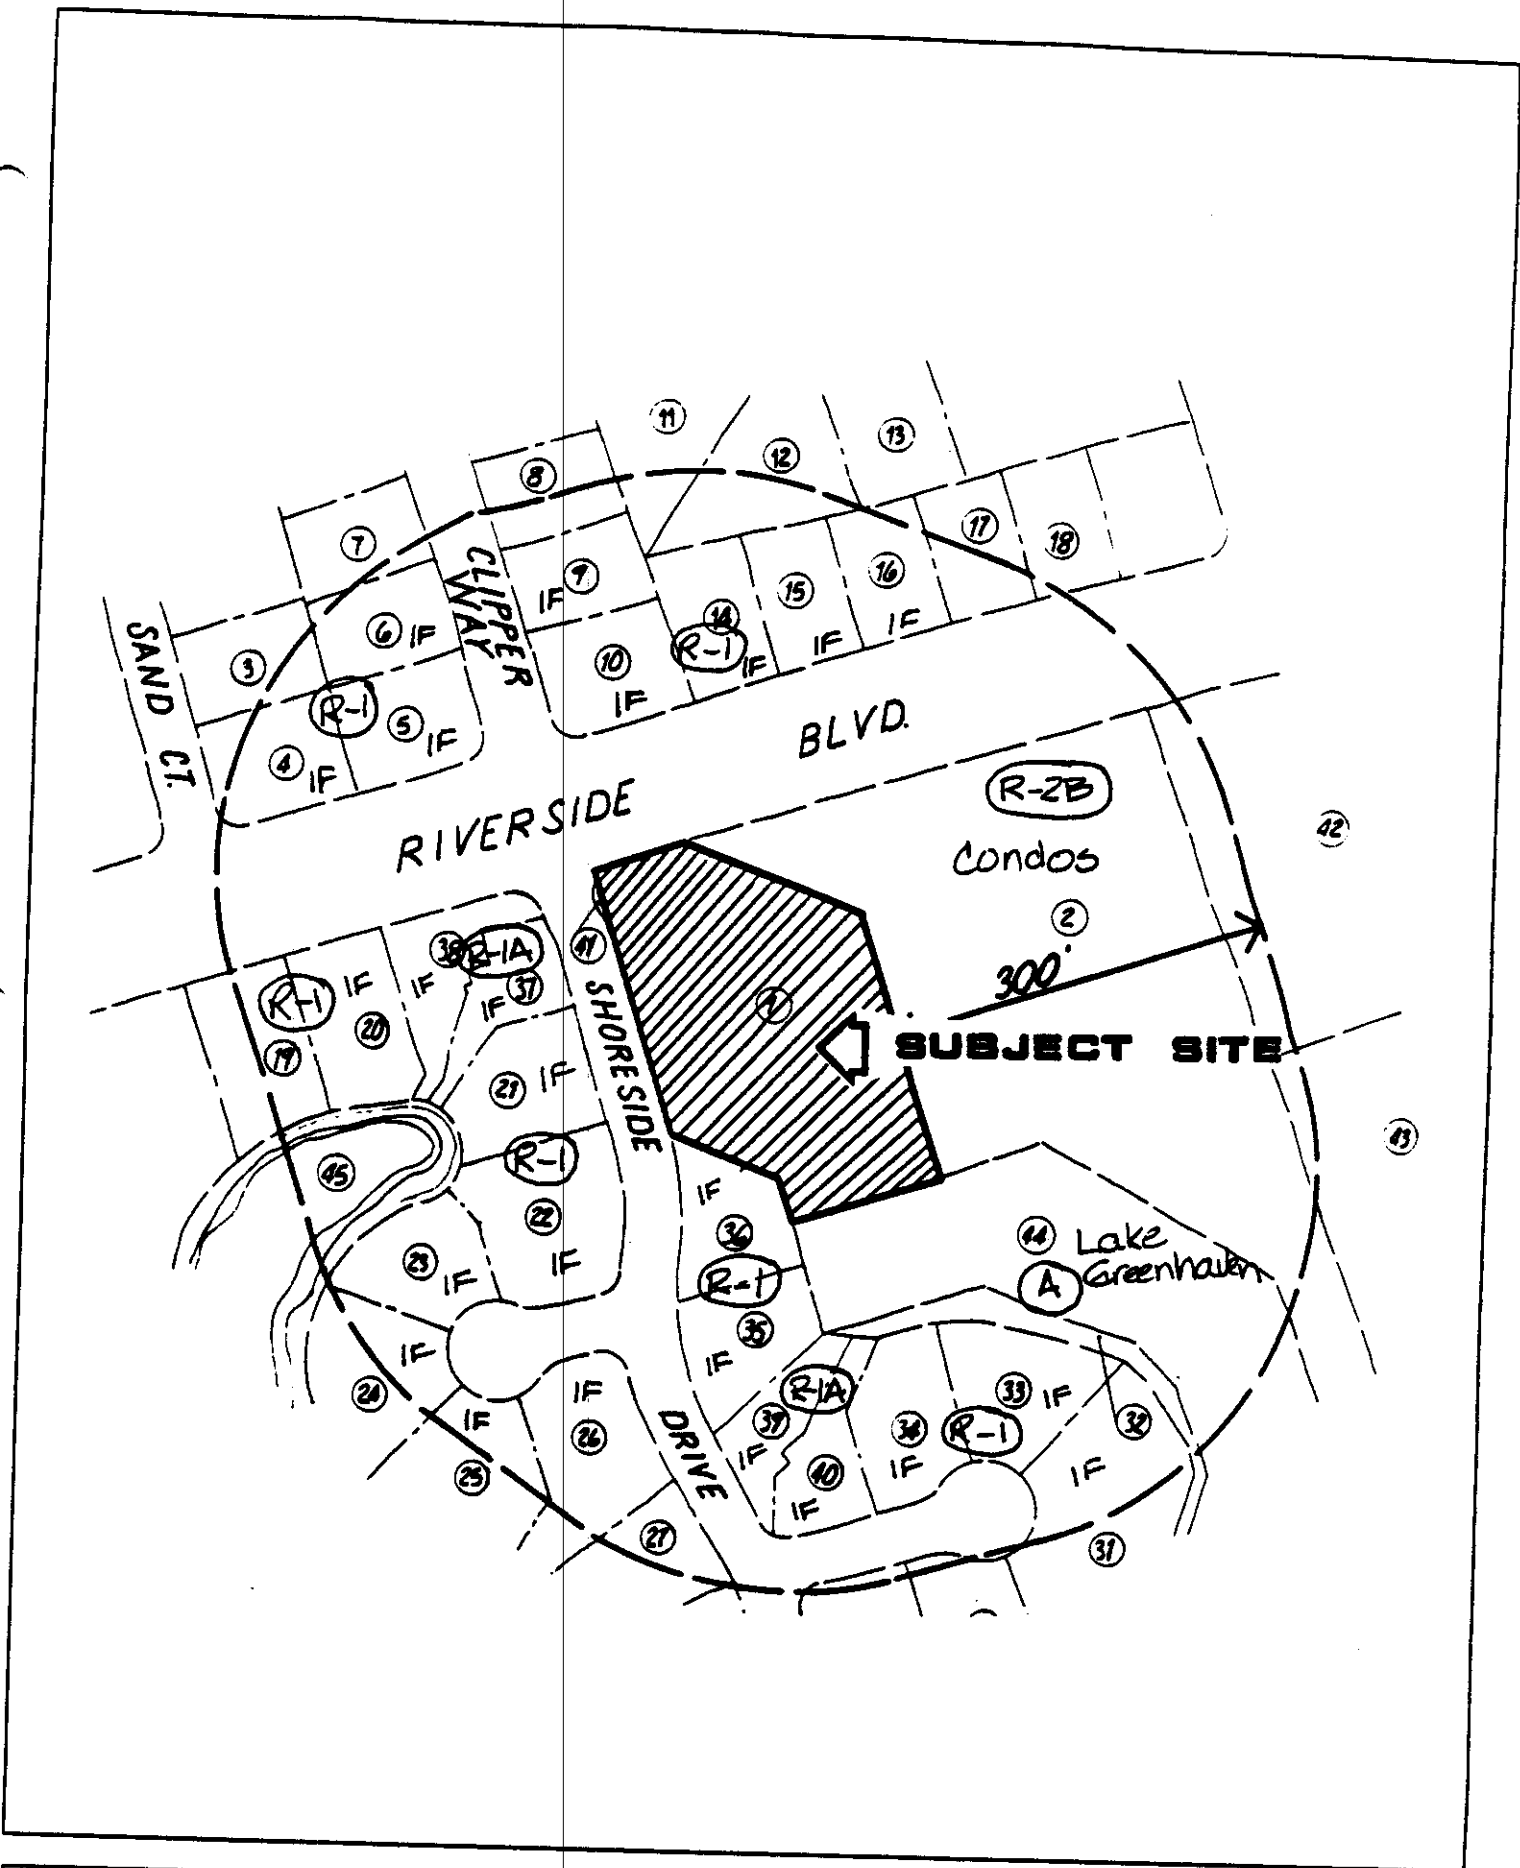 11
13
12
8
17
7
18
CLIPPER
WAY
9
IF
16
15
14
IF
6
IF
SAND CT.
3
10
R-1
IF
IF
IF
R-1
5
IF
4
IF
BLVD.
R-2B
RIVERSIDE
42
Condos
2
38
R-1A
41
300'
R-1
IF
IF
IF
37
1
20
19
SHORESIDE
SUBJECT SITE
21
IF
43
R-1
45
IF
22
36
44
Lake
Greenhaven
A
23
IF
IF
R-1
35
IF
IF
R-1A
24
IF
IF
33
IF
39
34
R-1
32
26
DRIVE
IF
40
IF
IF
25
IF
27
31